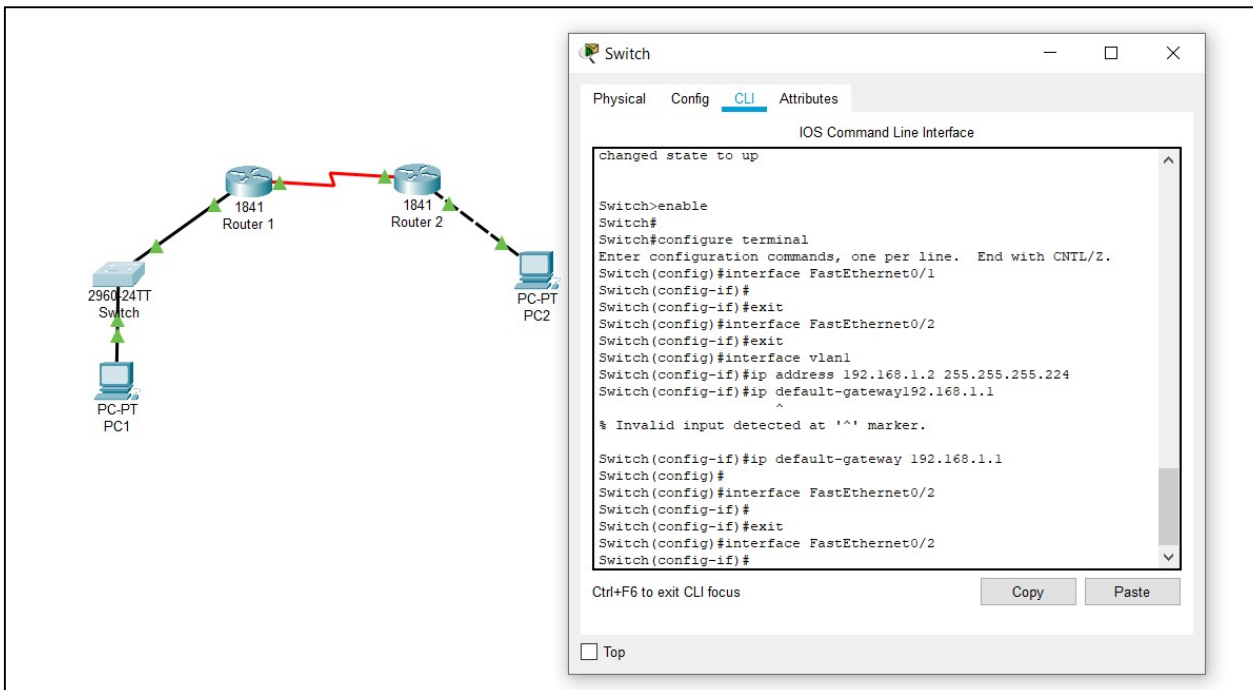 1841
Router 1
1841
Router 2
2960-24TT
Switch
PC-PT
PC1
PC-PT
PC2
Switch
Physical Config CLI Attributes
IOS Command Line Interface
changed state to up
Switch>enable
Switch#
Switch#configure terminal
Enter configuration commands, one per line.  End with CNTL/Z.
Switch(config)#interface FastEthernet0/1
Switch(config-if)#
Switch(config-if)#exit
Switch(config)#interface FastEthernet0/2
Switch(config-if)#exit
Switch(config)#interface vlan1
Switch(config-if)#ip address 192.168.1.2 255.255.255.224
Switch(config-if)#ip default-gateway192.168.1.1
^
% Invalid input detected at '^' marker.
Switch(config-if)#ip default-gateway 192.168.1.1
Switch(config)#
Switch(config)#interface FastEthernet0/2
Switch(config-if)#
Switch(config-if)#exit
Switch(config)#interface FastEthernet0/2
Switch(config-if)#
Ctrl+F6 to exit CLI focus
Copy Paste
Top